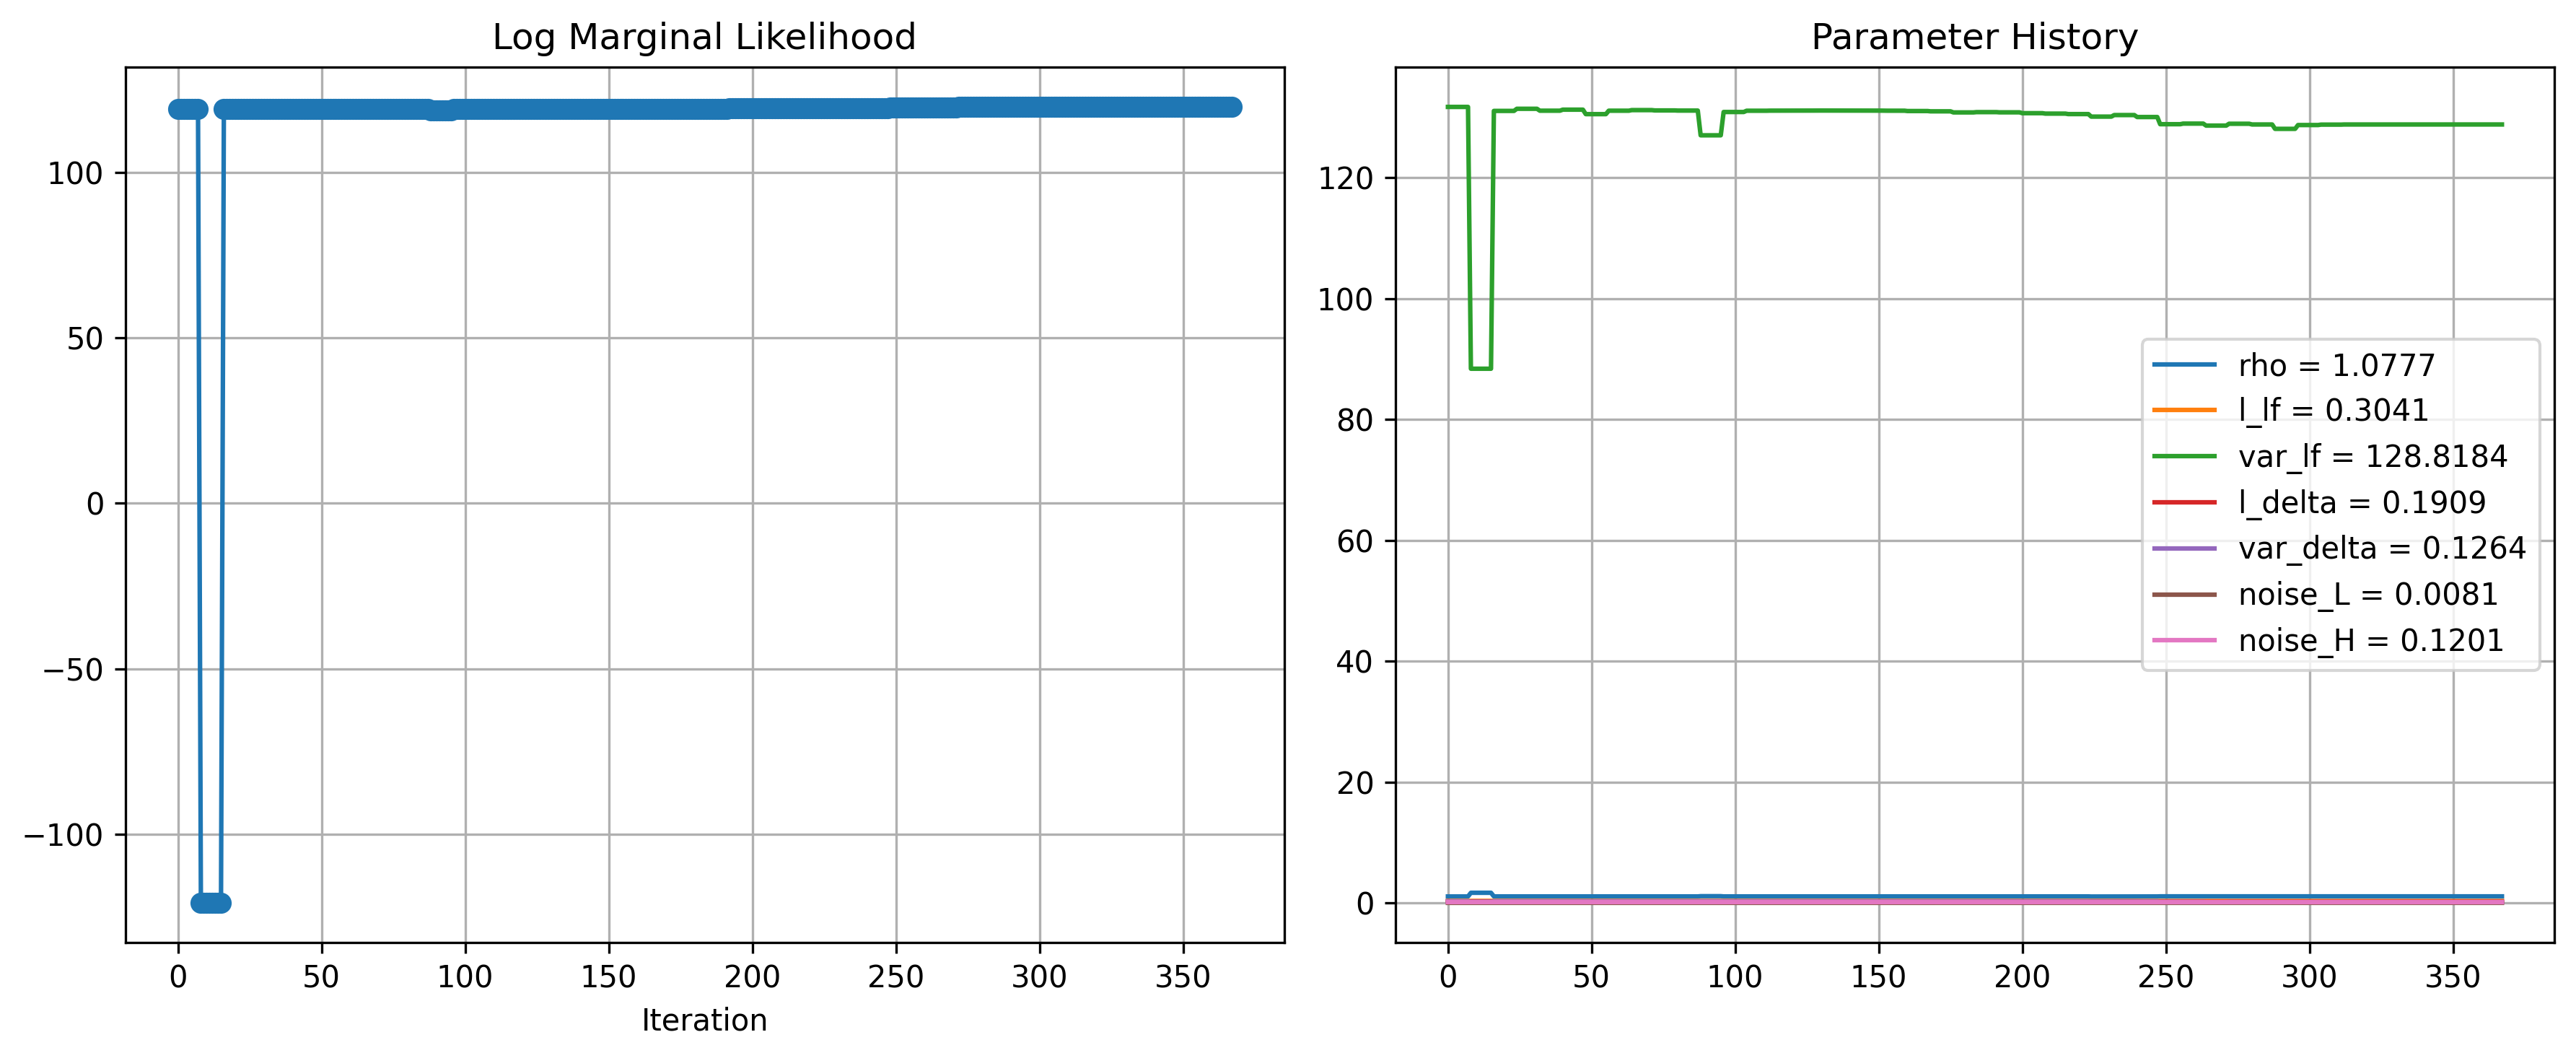 Log Marginal Likelihood
100
50
0
−50
−100
0 50 100 150 200 250 300 350
Iteration
Parameter History
120
100
80
60
40
20
0
0 50 100 150 200 250 300 350
rho = 1.0777
l_lf = 0.3041
var_lf = 128.8184
l_delta = 0.1909
var_delta = 0.1264
noise_L = 0.0081
noise_H = 0.1201